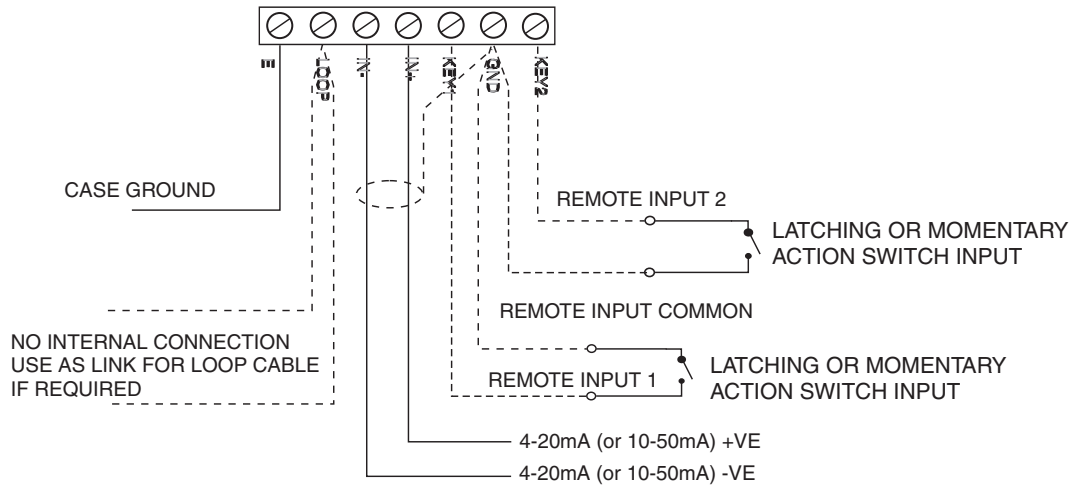 E
LOOP
IN-
IN+
KEY1
GND
KEY2
CASE GROUND
REMOTE INPUT 2
LATCHING OR MOMENTARY
ACTION SWITCH INPUT
REMOTE INPUT COMMON
NO INTERNAL CONNECTION
USE AS LINK FOR LOOP CABLE
IF REQUIRED
REMOTE INPUT 1
LATCHING OR MOMENTARY
ACTION SWITCH INPUT
4-20mA (or 10-50mA) +VE
4-20mA (or 10-50mA) -VE